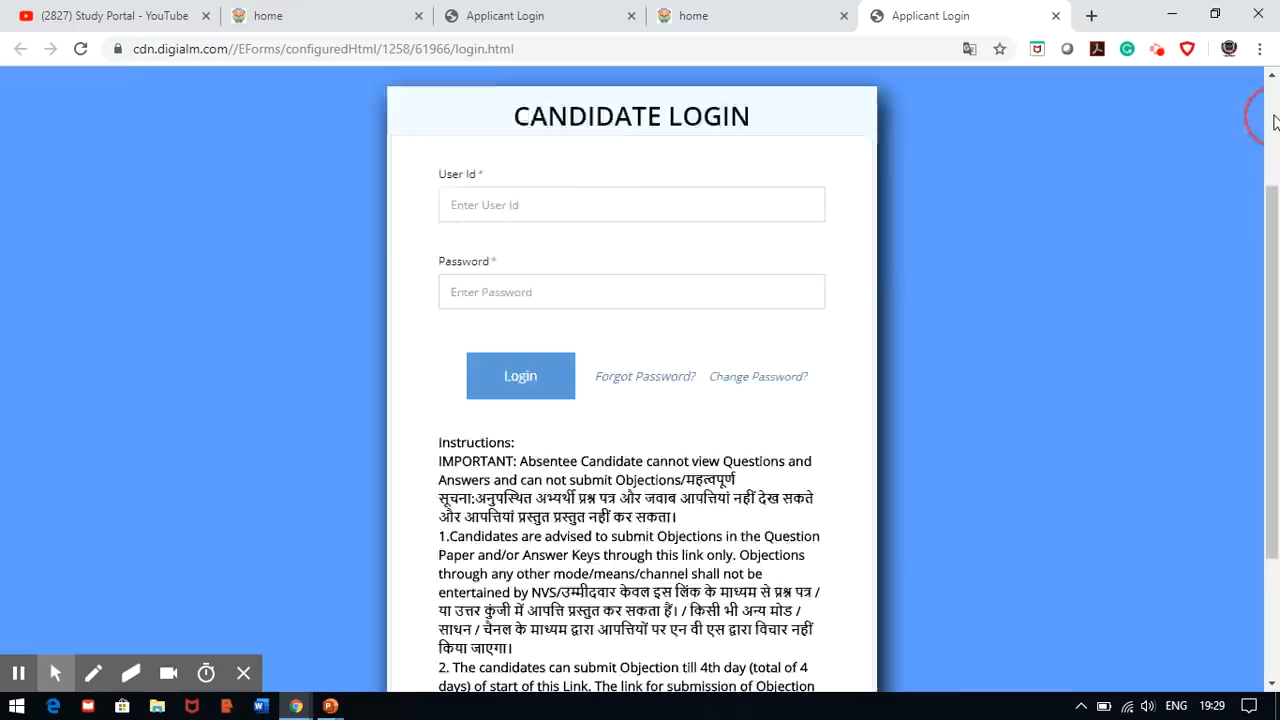 (2827) Study Portal - YouTube
home
Applicant Login
home
Applicant Login
cdn.digialm.com//EForms/configuredHtml/1258/61966/login.html
CANDIDATE LOGIN
User Id *
Enter User Id
Password *
Enter Password
Login
Forgot Password?
Change Password?
Instructions:
IMPORTANT: Absentee Candidate cannot view Questions and
Answers and can not submit Objections/महत्वपूर्ण
सूचना:अनुपस्थित अभ्यर्थी प्रश्न पत्र और जवाब आपत्तियां नहीं देख सकते
और आपत्तियां प्रस्तुत प्रस्तुत नहीं कर सकता।
1.Candidates are advised to submit Objections in the Question
Paper and/or Answer Keys through this link only. Objections
through any other mode/means/channel shall not be
entertained by NVS/उम्मीदवार केवल इस लिंक के माध्यम से प्रश्न पत्र /
या उत्तर कुंजी में आपत्ति प्रस्तुत कर सकता हैं। / किसी भी अन्य मोड /
साधन / चैनल के माध्यम द्वारा आपत्तियों पर एन वी एस द्वारा विचार नहीं
किया जाएगा।
2. The candidates can submit Objection till 4th day (total of 4
days) of start of this Link. The link for submission of Objection
ENG
19:29